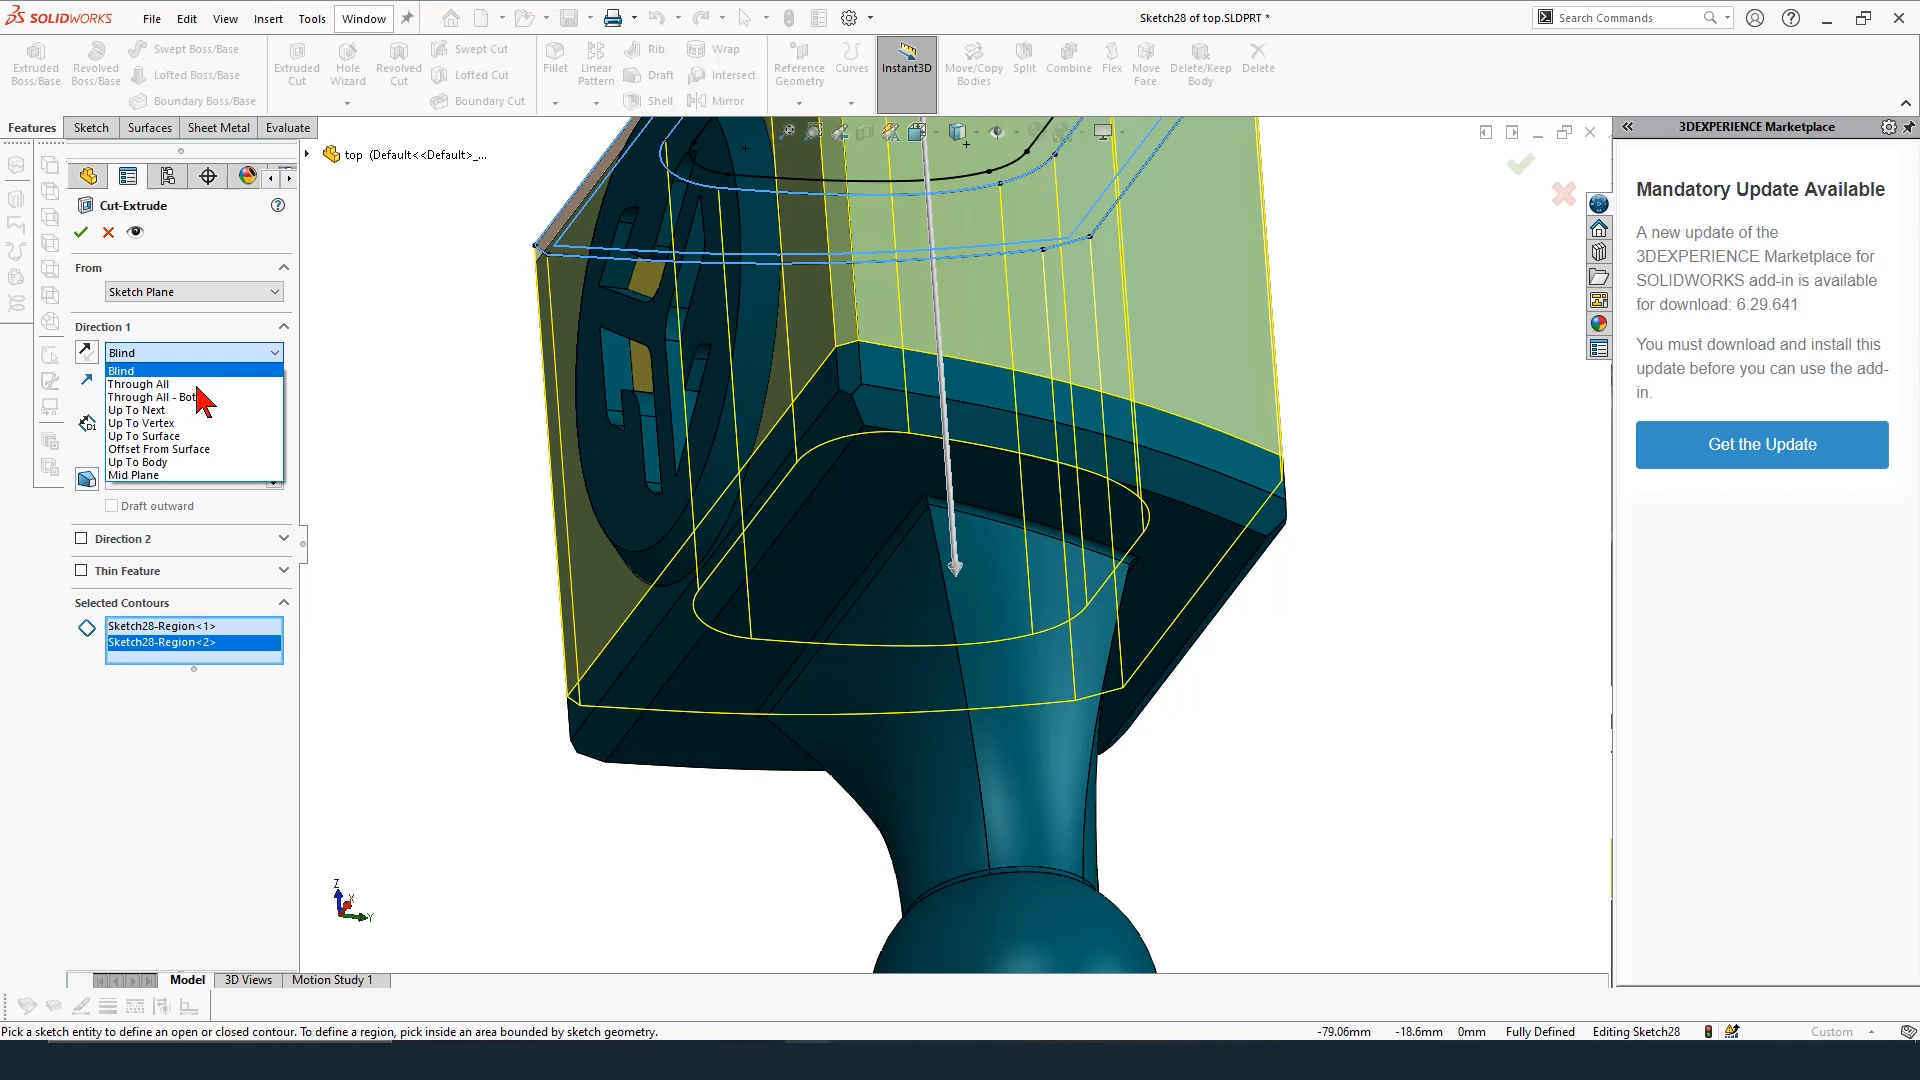 SOLIDWORKS File Edit View Insert Tools Window Sketch28 of top.SLDPRT * Search Commands
Extruded Boss/Base
Revolved Boss/Base
Swept Boss/Base
Lofted Boss/Base
Boundary Boss/Base
Extruded Cut
Hole Wizard
Revolved Cut
Swept Cut
Lofted Cut
Boundary Cut
Fillet
Linear Pattern
Rib
Draft
Shell
Wrap
Intersect
Mirror
Reference Geometry
Curves
Instant3D
Move/Copy Bodies
Split
Combine
Flex
Move Face
Delete/Keep Body
Delete
Features Sketch Surfaces Sheet Metal Evaluate
top (Default<<Default>_...
Cut-Extrude
From
Sketch Plane
Direction 1
Blind
Blind
Through All
Through All - Bot
Up To Next
Up To Vertex
Up To Surface
Offset From Surface
Up To Body
Mid Plane
D1
Draft outward
Direction 2
Thin Feature
Selected Contours
Sketch28-Region<1>
Sketch28-Region<2>
Z
X
Y
3DEXPERIENCE Marketplace
Mandatory Update Available
A new update of the
3DEXPERIENCE Marketplace for
SOLIDWORKS add-in is available
for download: 6.29.641
You must download and install this
update before you can use the add-
in.
Get the Update
Model 3D Views Motion Study 1
Pick a sketch entity to define an open or closed contour. To define a region, pick inside an area bounded by sketch geometry. -79.06mm -18.6mm 0mm Fully Defined Editing Sketch28 Custom